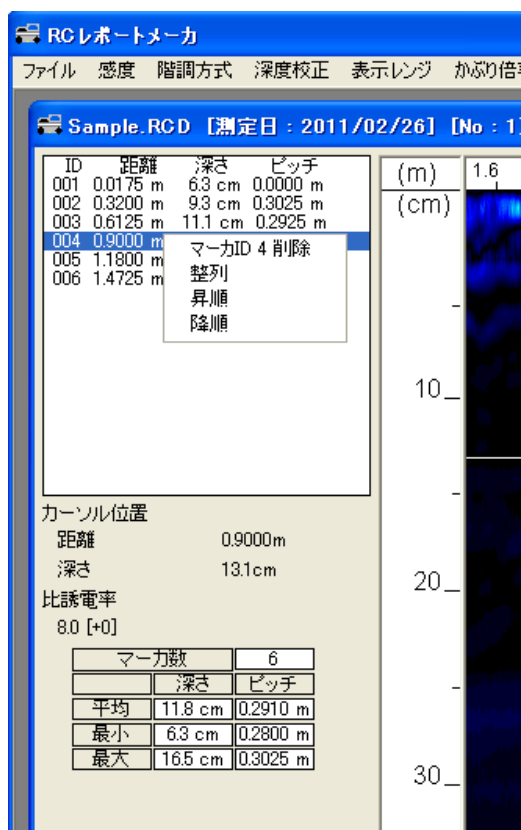 RCレポートメーカ
ファイル 感度 階調方式 深度校正 表示レンジ かぶり倍率
Sample.RCD [測定日：2011/02/26] [No：1]
ID 距離 深さ ピッチ
001 0.0175 m 6.3 cm 0.0000 m
002 0.3200 m 9.3 cm 0.3025 m
003 0.6125 m 11.1 cm 0.2925 m
004 0.9000 m
005 1.1800 m
006 1.4725 m
マーカID 4 削除
整列
昇順
降順
(m) 1.6
(cm)
10
20
30
カーソル位置
距離 0.9000m
深さ 13.1cm
比誘電率
8.0 [+0]
マーカ数 6
深さ ピッチ
平均 11.8 cm 0.2910 m
最小 6.3 cm 0.2800 m
最大 16.5 cm 0.3025 m